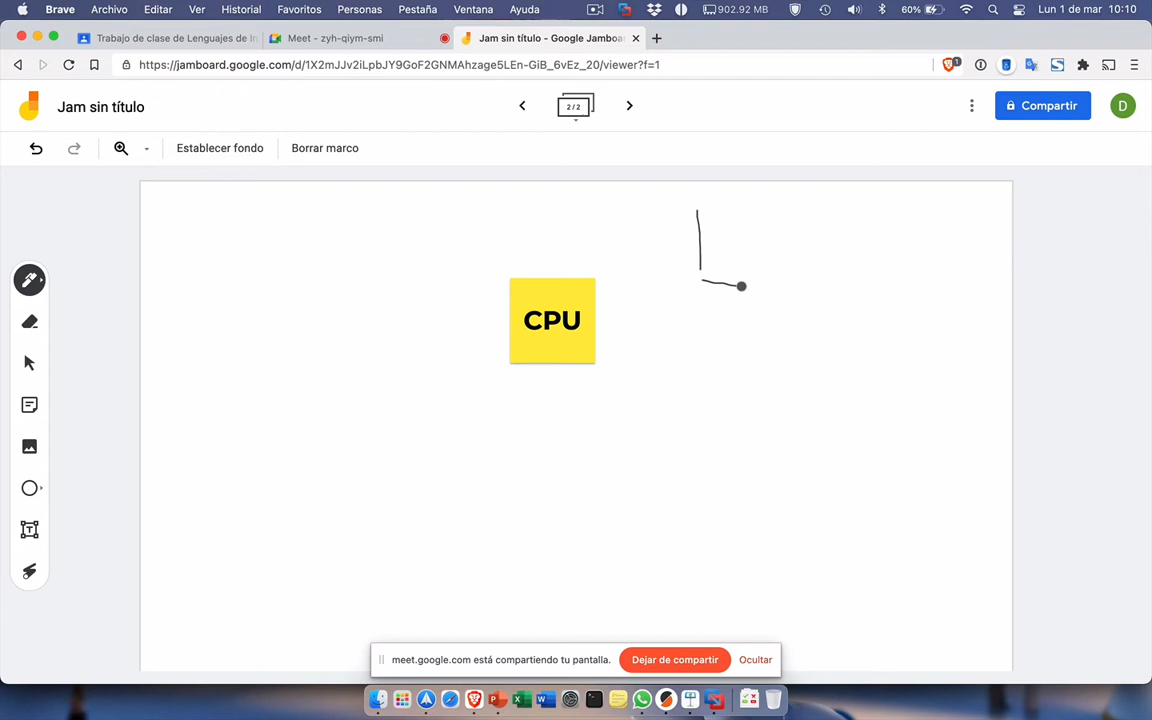 Brave Archivo Editar Ver Historial Favoritos Personas Pestaña Ventana Ayuda 902.92 MB 60% Lun 1 de mar 10:10
Trabajo de clase de Lenguajes de In Meet - zyh-qiym-smi Jam sin título - Google Jamboa
https://jamboard.google.com/d/1X2mJJv2iLpbJY9GoF2GNMAhzage5LEn-GiB_6vEz_20/viewer?f=1 1
Jam sin título 2/2 Compartir D
Establecer fondo Borrar marco
CPU
meet.google.com está compartiendo tu pantalla. Dejar de compartir Ocultar